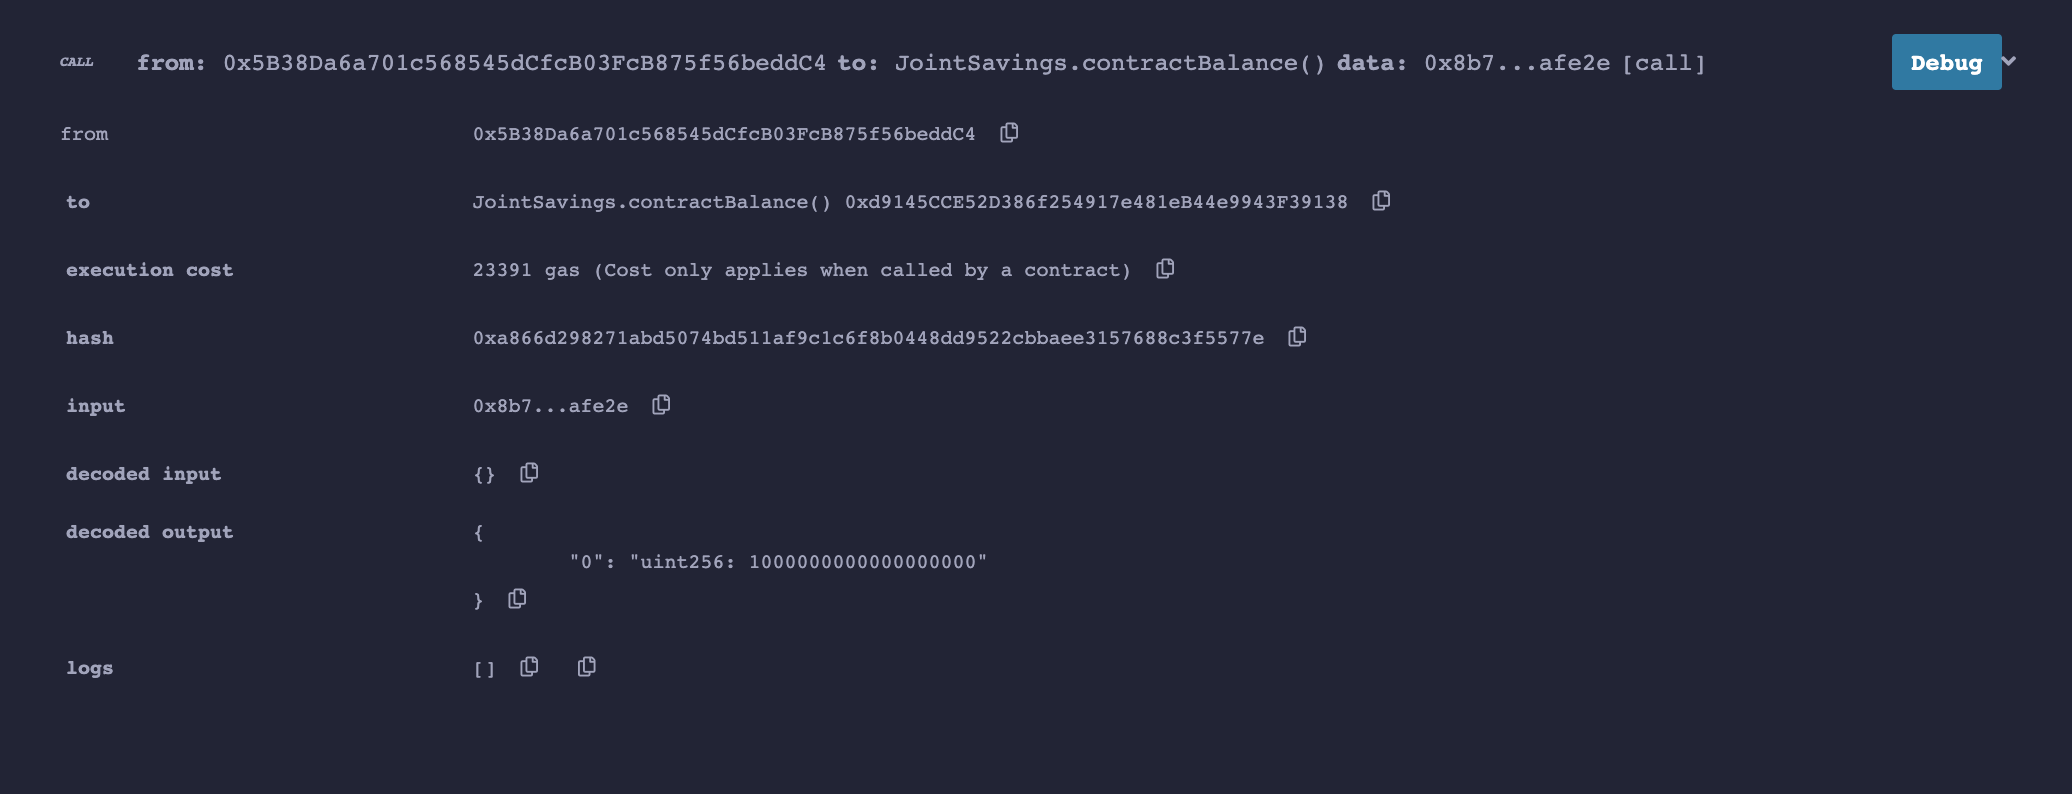 CALL from: 0x5B38Da6a701c568545dCfcB03FcB875f56beddC4 to: JointSavings.contractBalance() data: 0x8b7...afe2e [call] Debug
from 0x5B38Da6a701c568545dCfcB03FcB875f56beddC4
to JointSavings.contractBalance() 0xd9145CCE52D386f254917e481eB44e9943F39138
execution cost 23391 gas (Cost only applies when called by a contract)
hash 0xa866d298271abd5074bd511af9c1c6f8b0448dd9522cbbaee3157688c3f5577e
input 0x8b7...afe2e
decoded input {}
decoded output {
"0": "uint256: 1000000000000000000"
}
logs []